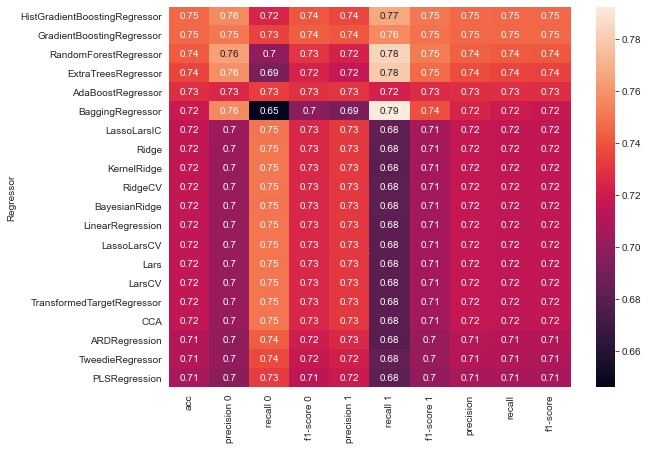 HistGradientBoostingRegressor 0.75 0.76 0.72 0.74 0.74 0.77 0.75 0.75 0.75 0.75
GradientBoostingRegressor 0.75 0.75 0.73 0.74 0.74 0.76 0.75 0.75 0.75 0.75
RandomForestRegressor 0.74 0.76 0.7 0.73 0.72 0.78 0.75 0.74 0.74 0.74
ExtraTreesRegressor 0.74 0.76 0.69 0.72 0.72 0.78 0.75 0.74 0.74 0.74
AdaBoostRegressor 0.73 0.73 0.73 0.73 0.73 0.72 0.73 0.73 0.73 0.73
BaggingRegressor 0.72 0.76 0.65 0.7 0.69 0.79 0.74 0.72 0.72 0.72
LassoLarsIC 0.72 0.7 0.75 0.73 0.73 0.68 0.71 0.72 0.72 0.72
Ridge 0.72 0.7 0.75 0.73 0.73 0.68 0.71 0.72 0.72 0.72
KernelRidge 0.72 0.7 0.75 0.73 0.73 0.68 0.71 0.72 0.72 0.72
RidgeCV 0.72 0.7 0.75 0.73 0.73 0.68 0.71 0.72 0.72 0.72
BayesianRidge 0.72 0.7 0.75 0.73 0.73 0.68 0.71 0.72 0.72 0.72
LinearRegression 0.72 0.7 0.75 0.73 0.73 0.68 0.71 0.72 0.72 0.72
LassoLarsCV 0.72 0.7 0.75 0.73 0.73 0.68 0.71 0.72 0.72 0.72
Lars 0.72 0.7 0.75 0.73 0.73 0.68 0.71 0.72 0.72 0.72
LarsCV 0.72 0.7 0.75 0.73 0.73 0.68 0.71 0.72 0.72 0.72
TransformedTargetRegressor 0.72 0.7 0.75 0.73 0.73 0.68 0.71 0.72 0.72 0.72
CCA 0.72 0.7 0.75 0.73 0.73 0.68 0.71 0.72 0.72 0.72
ARDRegression 0.71 0.7 0.74 0.72 0.73 0.68 0.7 0.71 0.71 0.71
TweedieRegressor 0.71 0.7 0.74 0.72 0.72 0.68 0.7 0.71 0.71 0.71
PLSRegression 0.71 0.7 0.73 0.71 0.72 0.68 0.7 0.71 0.71 0.71
Regressor
acc
precision 0
recall 0
f1-score 0
precision 1
recall 1
f1-score 1
precision
recall
f1-score
0.78
0.76
0.74
0.72
0.70
0.68
0.66